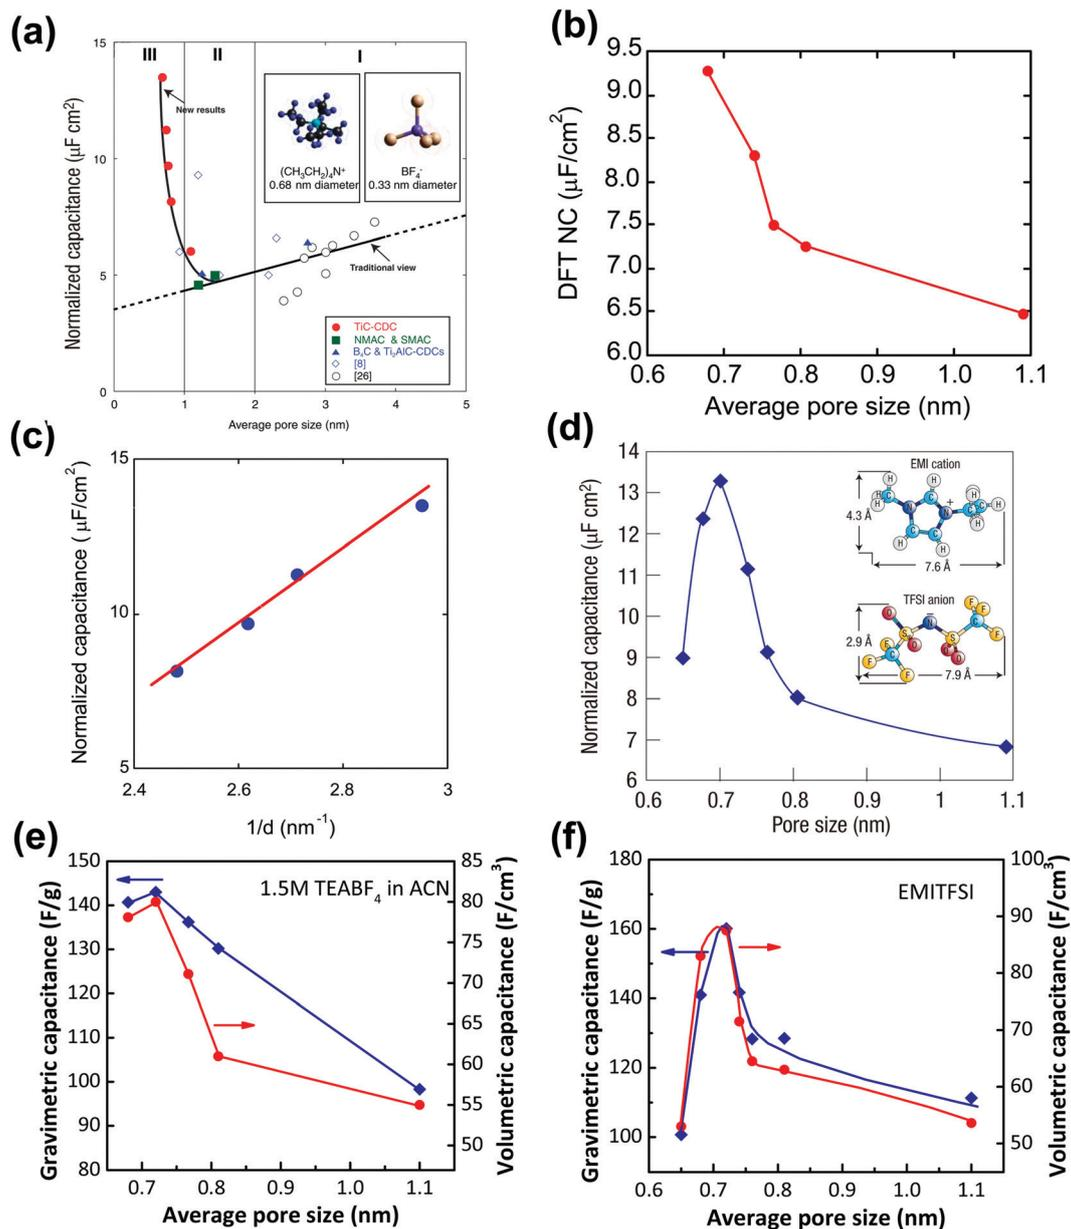 (a)
15
III
II
I
New results
(CH₃CH₂)₄N⁺
0.68 nm diameter
BF₄⁻
0.33 nm diameter
10
Normalized capacitance (μF cm²)
Traditional view
5
TiC-CDC
NMAC & SMAC
B₄C & Ti₂AlC-CDCs
[8]
[26]
0
0 1 2 3 4 5
Average pore size (nm)
(b)
9.5
9.0
8.5
8.0
7.5
7.0
6.5
6.0
DFT NC (μF/cm²)
0.6 0.7 0.8 0.9 1.0 1.1
Average pore size (nm)
(c)
15
10
5
Normalized capacitance ( μF/cm²)
2.4 2.6 2.8 3
1/d (nm⁻¹)
(d)
14
13
12
11
10
9
8
7
6
Normalized capacitance (μF cm²)
EMI cation
H H H H H H
C N C N + C C H
4.3 Å
C C
H H
7.6 Å
TFSI anion
O N F F F
S S C
2.9 Å
F O O O
F C
F
7.9 Å
0.6 0.7 0.8 0.9 1 1.1
Pore size (nm)
(e)
150
140
130
120
110
100
90
80
Gravimetric capacitance (F/g)
1.5M TEABF₄ in ACN
85
80
75
70
65
60
55
50
Volumetric capacitance (F/cm³)
0.7 0.8 0.9 1.0 1.1
Average pore size (nm)
(f)
180
160
140
120
100
Gravimetric capacitance (F/g)
EMITFSI
100
90
80
70
60
50
Volumetric capacitance (F/cm³)
0.6 0.7 0.8 0.9 1.0 1.1
Average pore size (nm)